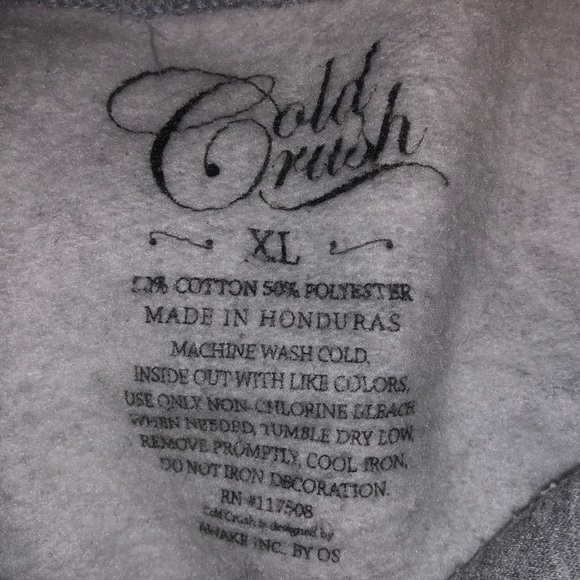 Cold
Crush
XL
COTTON 50% POLYESTER
MADE IN HONDURAS
MACHINE WASH COLD,
INSIDE OUT WITH LIKE COLORS,
USE ONLY NON-CHLORINE BLEACH
WHEN NEEDED, TUMBLE DRY LOW,
REMOVE PROMPTLY, COOL IRON,
DO NOT IRON DECORATION.
RN #117508
Cold Crush is designed by
AWAKE INC. BY OS